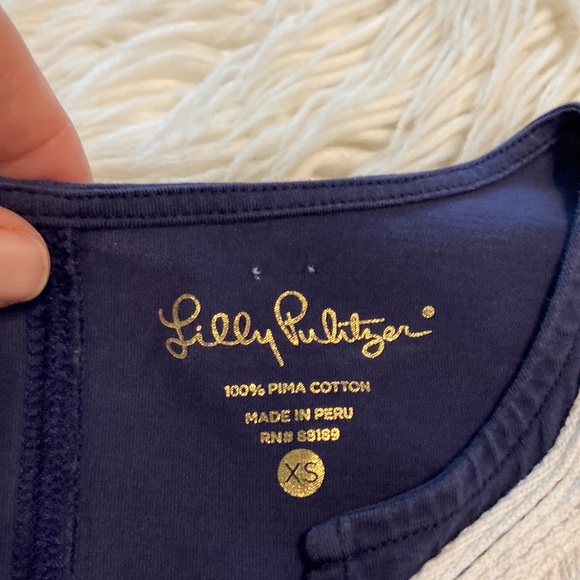 Lilly Pulitzer®
100% PIMA COTTON
MADE IN PERU
RN# 89189
XS